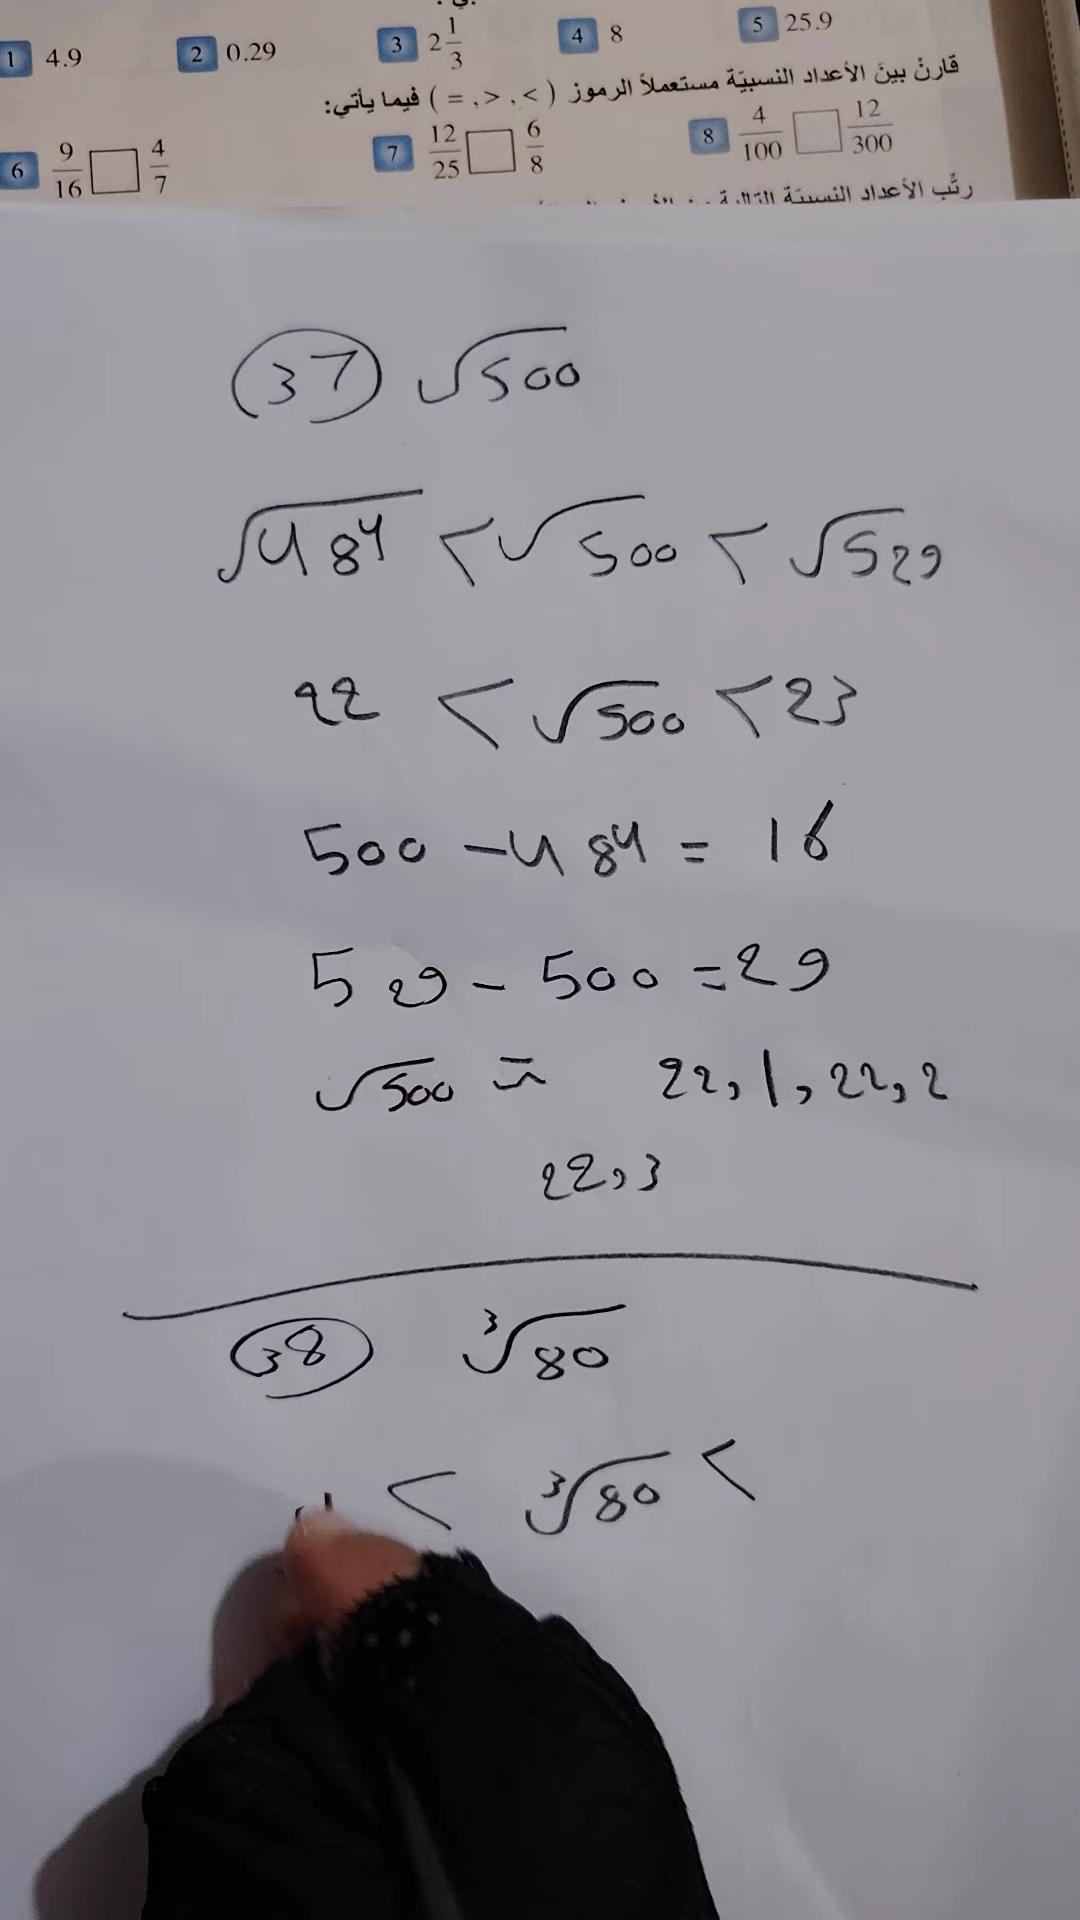 1 4.9 2 0.29 3 2 1/3 4 8 5 25.9
قارنْ بينَ الأعداد النسبيّة مستعملاً الرموز ( > ، < ، = ) فيما يأتي:
6 9/16 □ 4/7 7 12/25 □ 6/8 8 4/100 □ 12/300
رتِّب الأعداد النسبيّة التالية من
37 √500
√484 < √500 < √529
22 < √500 < 23
500 - 484 = 16
529 - 500 = 29
√500 ≈ 22,1, 22,2
22,3
38 ³√80
< ³√80 <